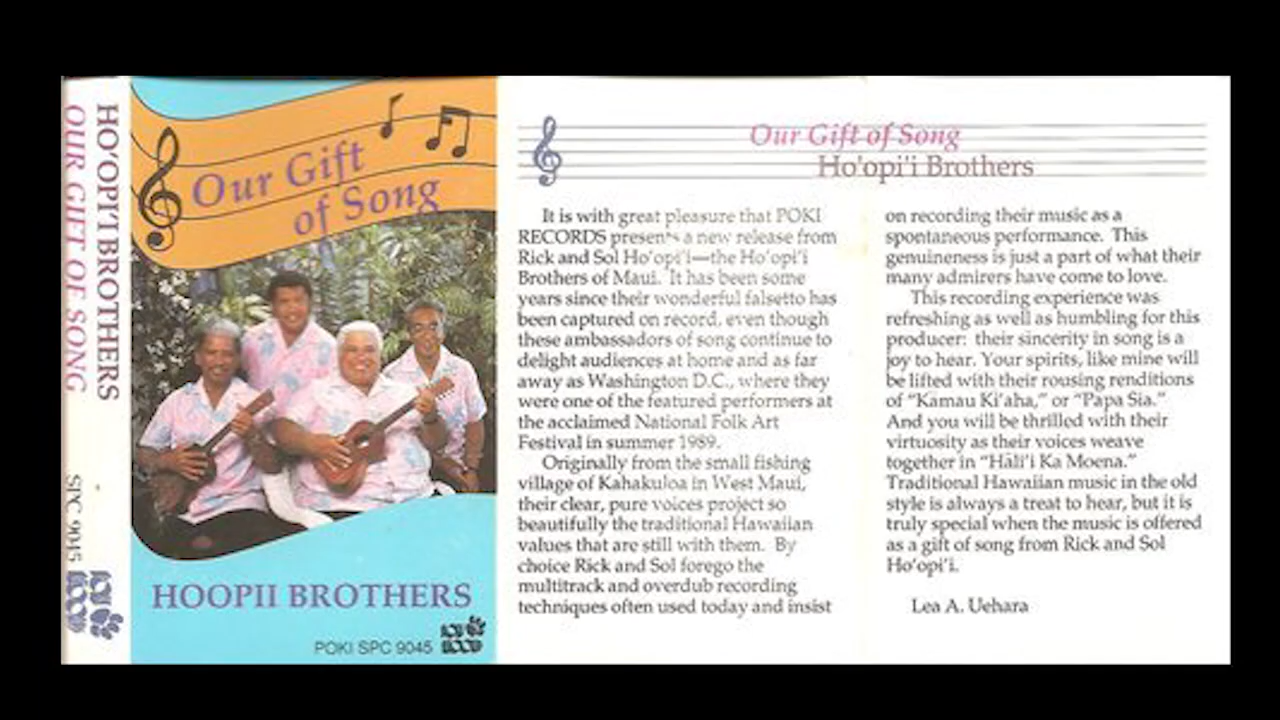 HO'OPI'I BROTHERS
OUR GIFT OF SONG
SPC 9045
Our Gift
of Song
HOOPII BROTHERS
POKI SPC 9045
Our Gift of Song
Ho'opi'i Brothers
It is with great pleasure that POKI
RECORDS presents a new release from
Rick and Sol Ho'opi'i—the Ho'opi'i
Brothers of Maui. It has been some
years since their wonderful falsetto has
been captured on record, even though
these ambassadors of song continue to
delight audiences at home and as far
away as Washington D.C., where they
were one of the featured performers at
the acclaimed National Folk Art
Festival in summer 1989.
Originally from the small fishing
village of Kahakuloa in West Maui,
their clear, pure voices project so
beautifully the traditional Hawaiian
values that are still with them. By
choice Rick and Sol forego the
multitrack and overdub recording
techniques often used today and insist
on recording their music as a
spontaneous performance. This
genuineness is just a part of what their
many admirers have come to love.
This recording experience was
refreshing as well as humbling for this
producer: their sincerity in song is a
joy to hear. Your spirits, like mine will
be lifted with their rousing renditions
of "Kamau Ki'aha," or "Papa Sia."
And you will be thrilled with their
virtuosity as their voices weave
together in "Hāli'i Ka Moena."
Traditional Hawaiian music in the old
style is always a treat to hear, but it is
truly special when the music is offered
as a gift of song from Rick and Sol
Ho'opi'i.
Lea A. Uehara